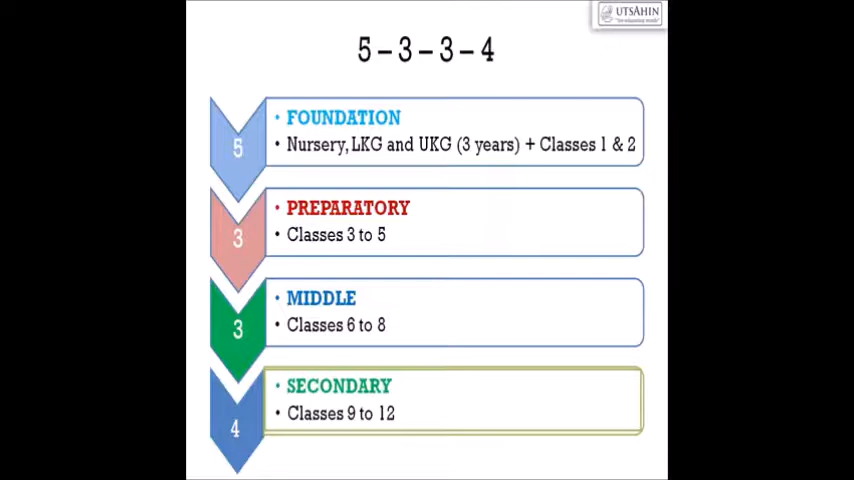 UTSAHIN
5 – 3 – 3 – 4
5
• FOUNDATION
• Nursery, LKG and UKG (3 years) + Classes 1 & 2
3
• PREPARATORY
• Classes 3 to 5
3
• MIDDLE
• Classes 6 to 8
4
• SECONDARY
• Classes 9 to 12